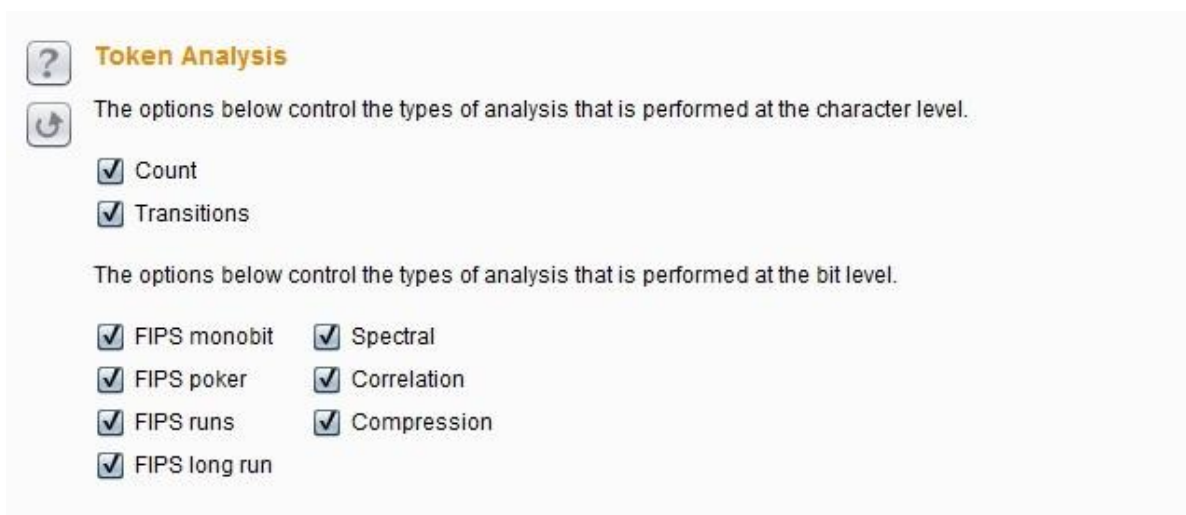 ? Token Analysis
The options below control the types of analysis that is performed at the character level.
Count
Transitions
The options below control the types of analysis that is performed at the bit level.
FIPS monobit Spectral
FIPS poker Correlation
FIPS runs Compression
FIPS long run